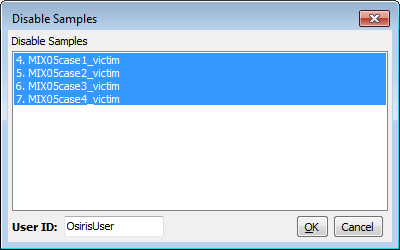 Disable Samples
Disable Samples
4. MIX05case1_victim
5. MIX05case2_victim
6. MIX05case3_victim
7. MIX05case4_victim
User ID: OsirisUser OK Cancel